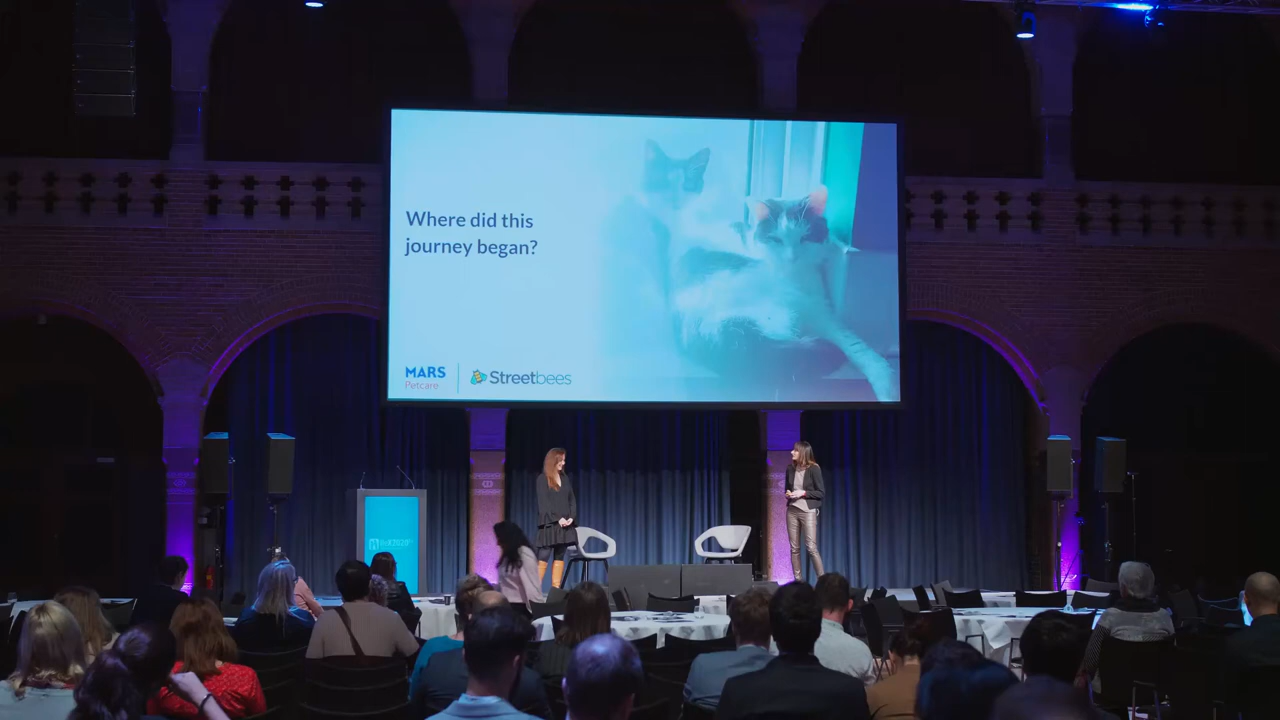 Where did this
journey began?
MARS
Petcare
Streetbees